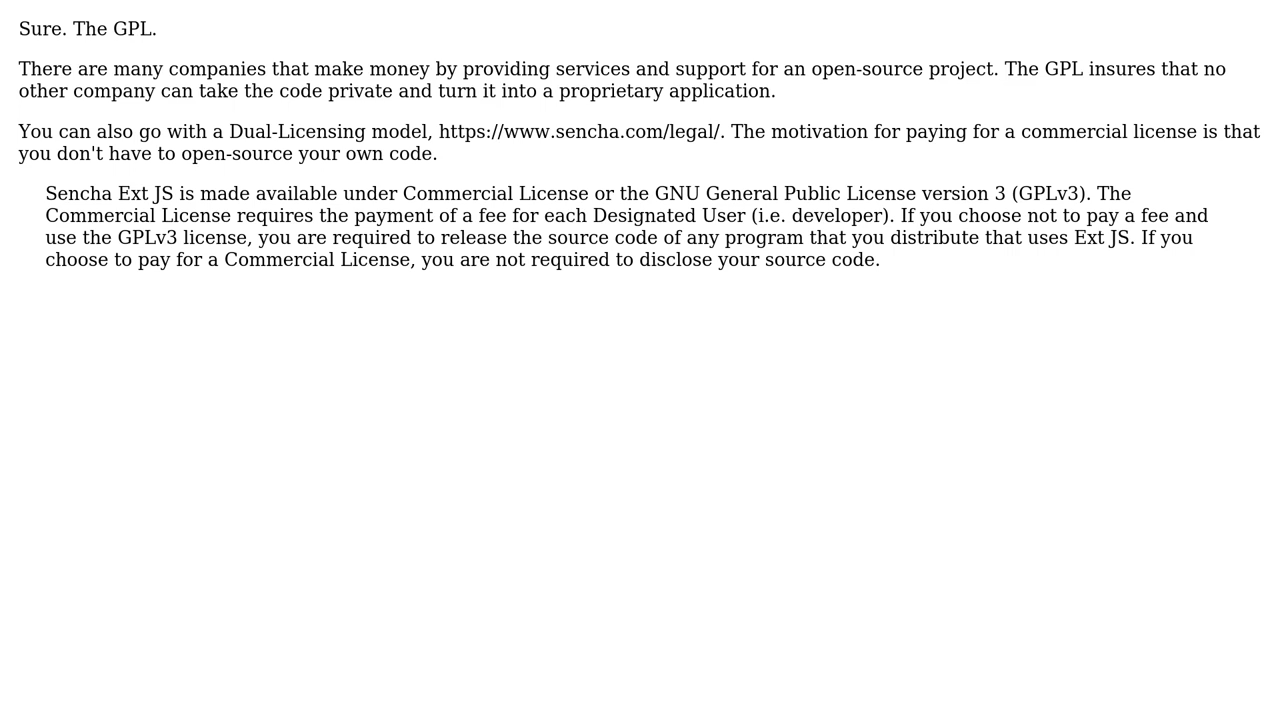 Sure. The GPL.
There are many companies that make money by providing services and support for an open-source project. The GPL insures that no
other company can take the code private and turn it into a proprietary application.
You can also go with a Dual-Licensing model, https://www.sencha.com/legal/. The motivation for paying for a commercial license is that
you don't have to open-source your own code.
Sencha Ext JS is made available under Commercial License or the GNU General Public License version 3 (GPLv3). The
Commercial License requires the payment of a fee for each Designated User (i.e. developer). If you choose not to pay a fee and
use the GPLv3 license, you are required to release the source code of any program that you distribute that uses Ext JS. If you
choose to pay for a Commercial License, you are not required to disclose your source code.